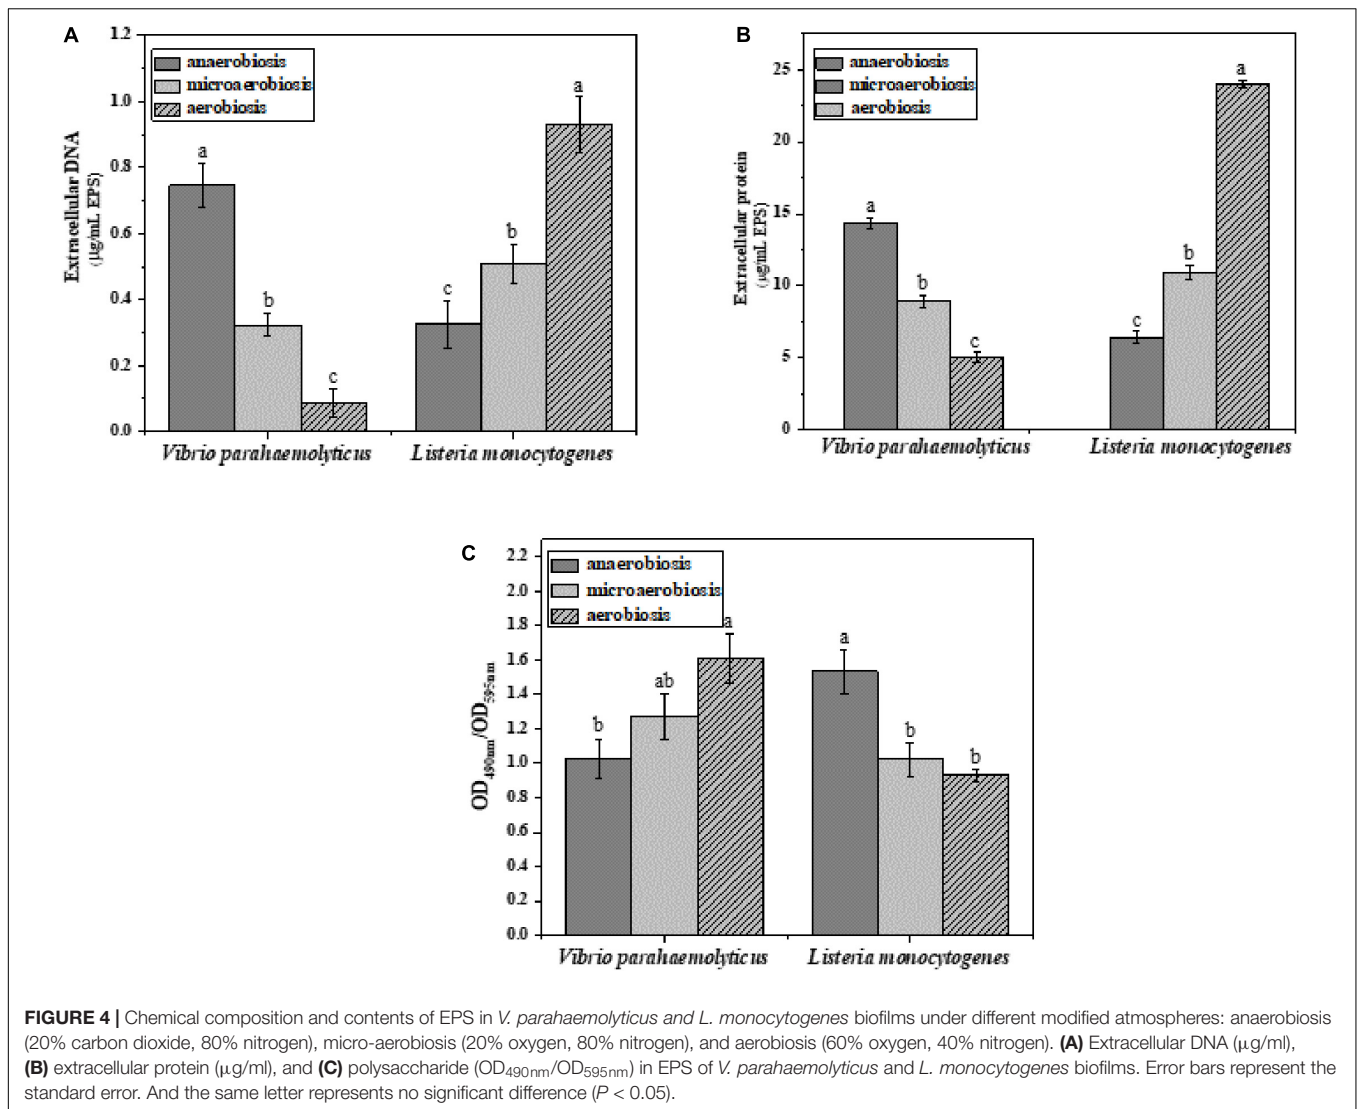 A
1.2
1.0
0.8
0.6
0.4
0.2
0.0
Extracellular DNA
(μg/mL EPS)
anaerobiosis
microaerobiosis
aerobiosis
a
b
c
c
b
a
Vibrio parahaemolyticus
Listeria monocytogenes
B
25
20
15
10
5
0
Extracellular protein
(μg/mL EPS)
anaerobiosis
microaerobiosis
aerobiosis
a
b
c
c
b
a
Vibrio parahaemolyticus
Listeria monocytogenes
C
2.2
2.0
1.8
1.6
1.4
1.2
1.0
0.8
0.6
0.4
0.2
0.0
OD490nm/OD595nm
anaerobiosis
microaerobiosis
aerobiosis
b
ab
a
a
b
b
Vibrio parahaemolyticus
Listeria monocytogenes
FIGURE 4 | Chemical composition and contents of EPS in V. parahaemolyticus and L. monocytogenes biofilms under different modified atmospheres: anaerobiosis
(20% carbon dioxide, 80% nitrogen), micro-aerobiosis (20% oxygen, 80% nitrogen), and aerobiosis (60% oxygen, 40% nitrogen). (A) Extracellular DNA (μg/ml),
(B) extracellular protein (μg/ml), and (C) polysaccharide (OD490nm/OD595nm) in EPS of V. parahaemolyticus and L. monocytogenes biofilms. Error bars represent the
standard error. And the same letter represents no significant difference (P < 0.05).